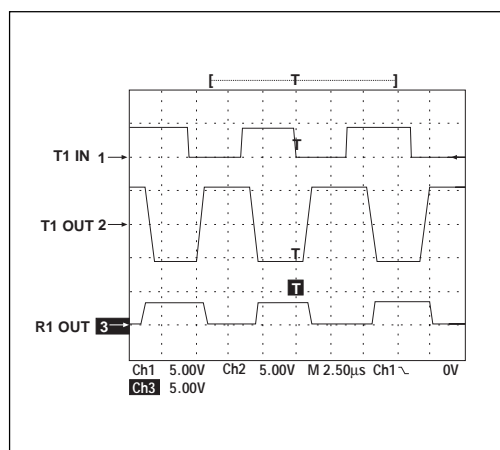 [ T ]
T1 IN 1
T
T1 OUT 2
T
T
R1 OUT 3
Ch1 5.00V Ch2 5.00V M 2.50µs Ch1 0V
Ch3 5.00V